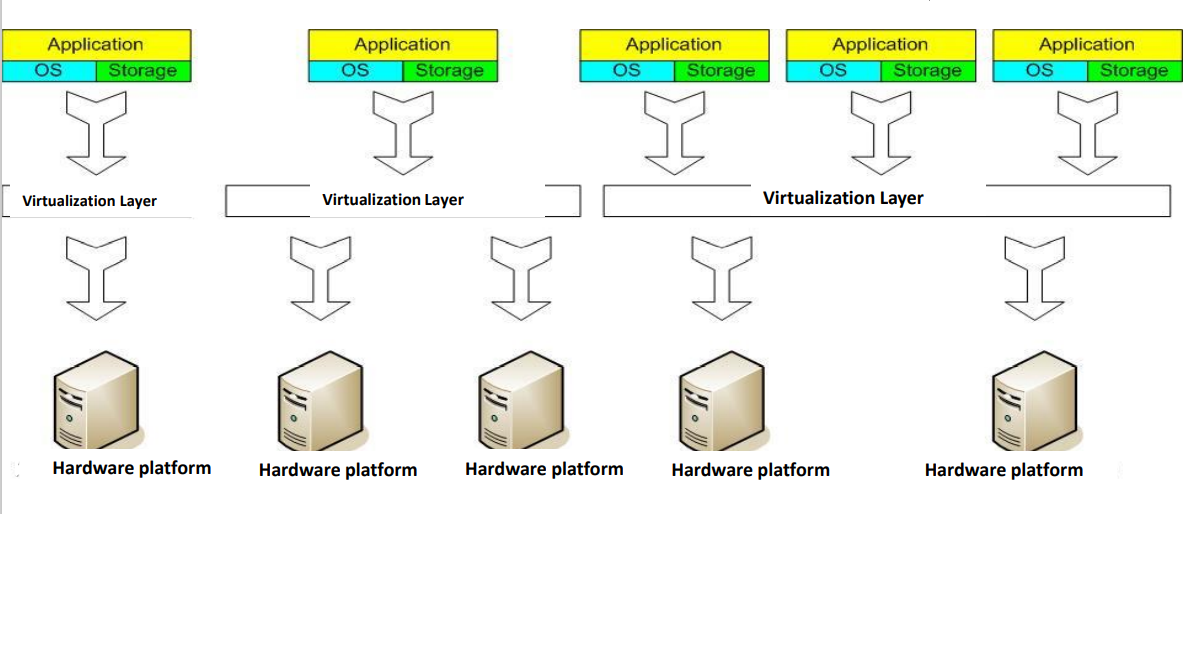 Application
OS Storage
Application
OS Storage
Application
OS Storage
Application
OS Storage
Application
OS Storage
Virtualization Layer
Virtualization Layer
Virtualization Layer
Hardware platform
Hardware platform
Hardware platform
Hardware platform
Hardware platform